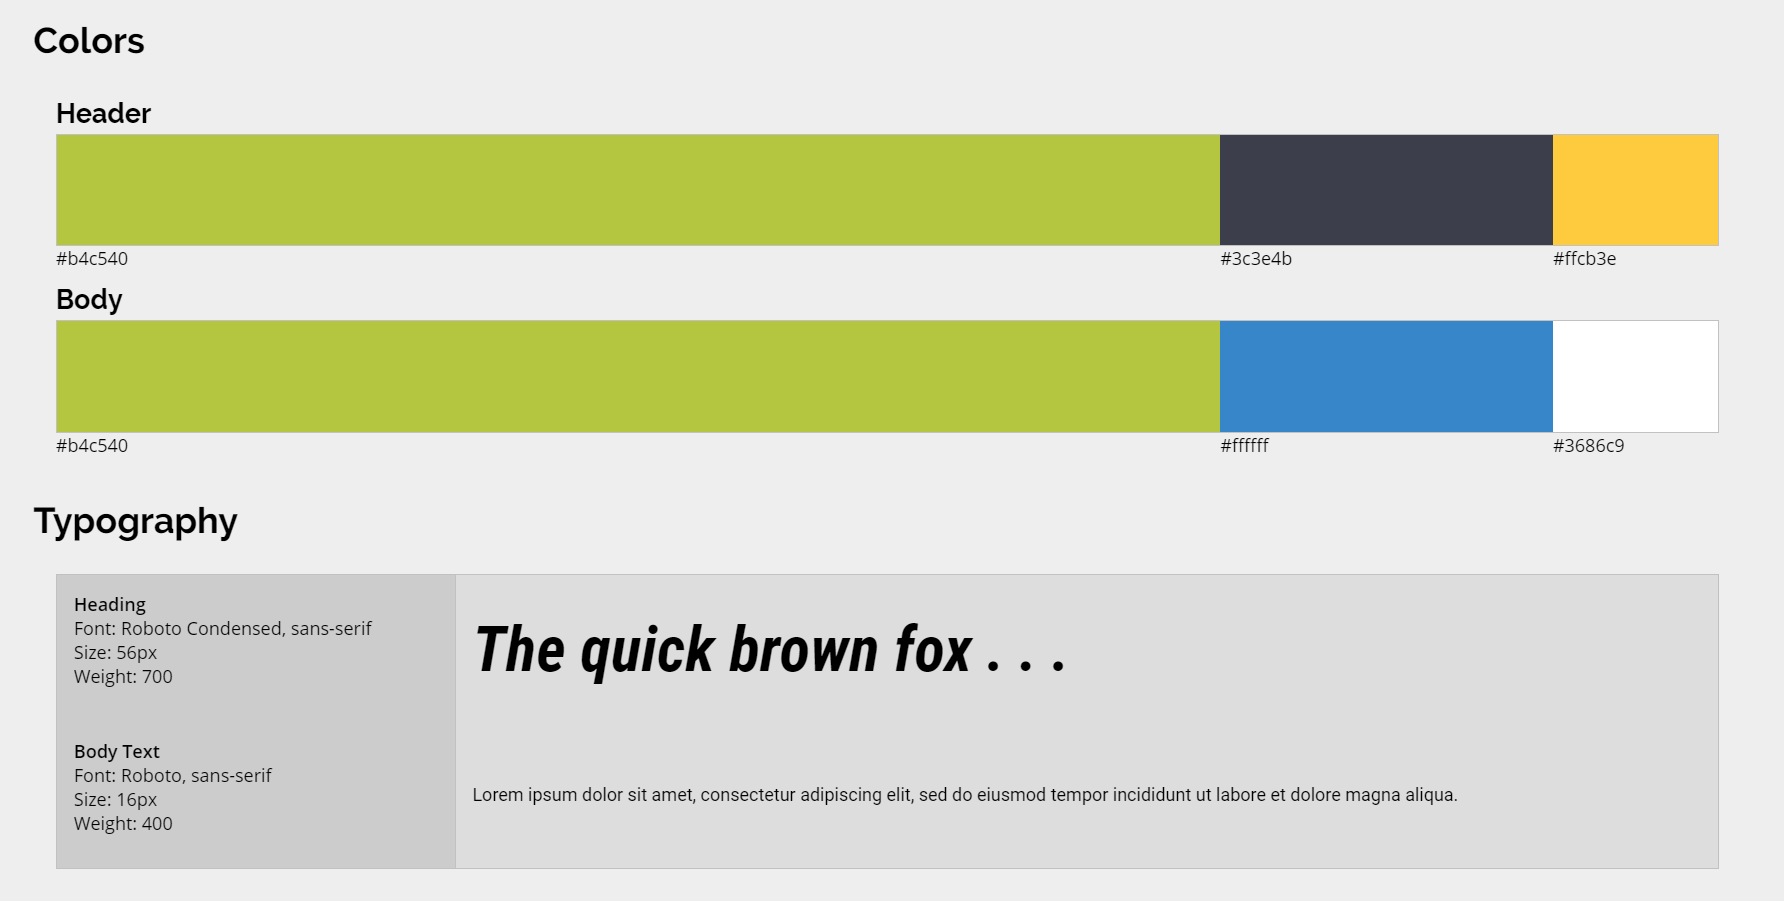 Colors
Header
#b4c540
#3c3e4b
#ffcb3e
Body
#b4c540
#ffffff
#3686c9
Typography
Heading
Font: Roboto Condensed, sans-serif
Size: 56px
Weight: 700
The quick brown fox . . .
Body Text
Font: Roboto, sans-serif
Size: 16px
Weight: 400
Lorem ipsum dolor sit amet, consectetur adipiscing elit, sed do eiusmod tempor incididunt ut labore et dolore magna aliqua.